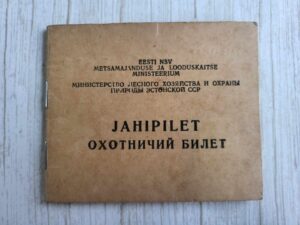 EESTI NSV
METSAMAJANDUSE JA LOODUSKAITSE
MINISTEERIUM
МИНИСТЕРСТВО ЛЕСНОГО ХОЗЯЙСТВА И ОХРАНЫ
ПРИРОДЫ ЭСТОНСКОЙ ССР
JAHIPILET
ОХОТНИЧИЙ БИЛЕТ